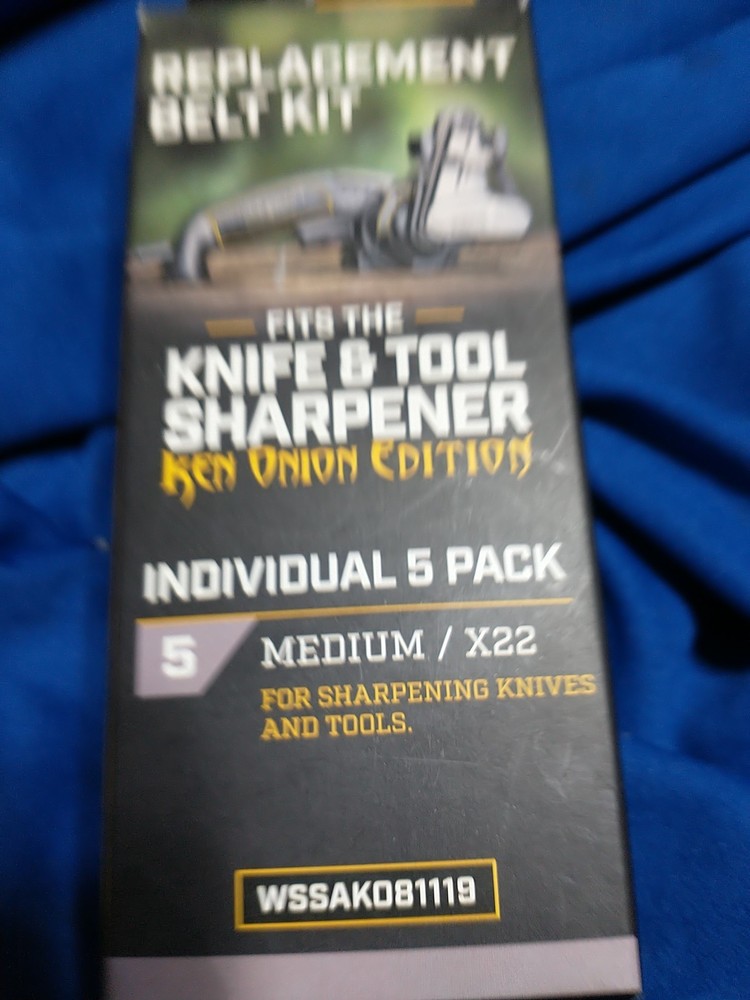 REPLACEMENT
BELT KIT
FITS THE
KNIFE & TOOL
SHARPENER
KEN ONION EDITION
INDIVIDUAL 5 PACK
5 MEDIUM / X22
FOR SHARPENING KNIVES
AND TOOLS.
WSSAKO81119